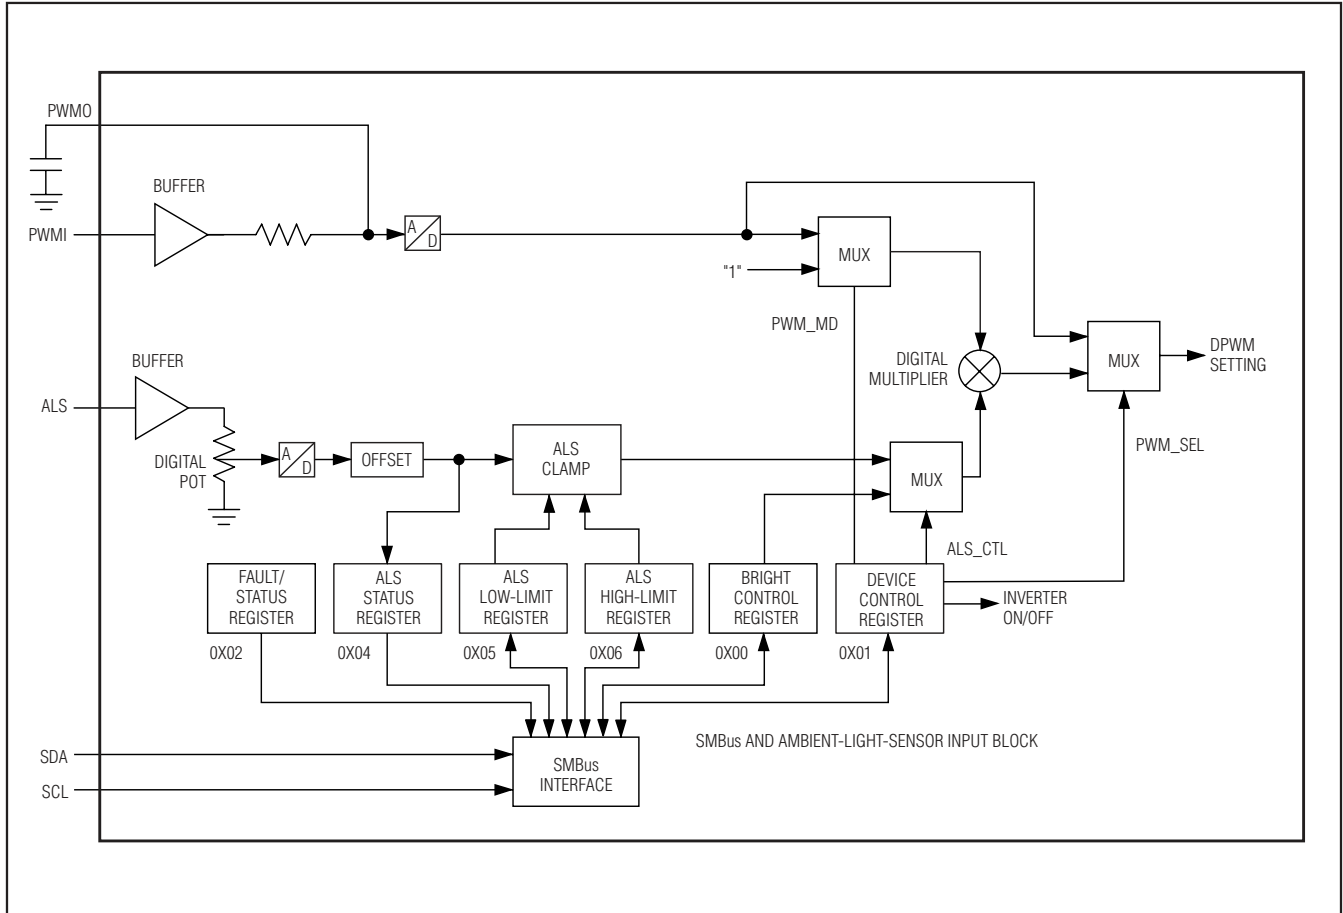 PWMO
BUFFER
PWMI
A
D
MUX
"1"
PWM_MD
BUFFER
DIGITAL
MULTIPLIER
MUX
DPWM
SETTING
ALS
DIGITAL
POT
A
D
OFFSET
ALS
CLAMP
MUX
PWM_SEL
ALS_CTL
FAULT/
STATUS
REGISTER
ALS
STATUS
REGISTER
ALS
LOW-LIMIT
REGISTER
ALS
HIGH-LIMIT
REGISTER
BRIGHT
CONTROL
REGISTER
DEVICE
CONTROL
REGISTER
INVERTER
ON/OFF
0X02
0X04
0X05
0X06
0X00
0X01
SDA
SCL
SMBus
INTERFACE
SMBus AND AMBIENT-LIGHT-SENSOR INPUT BLOCK